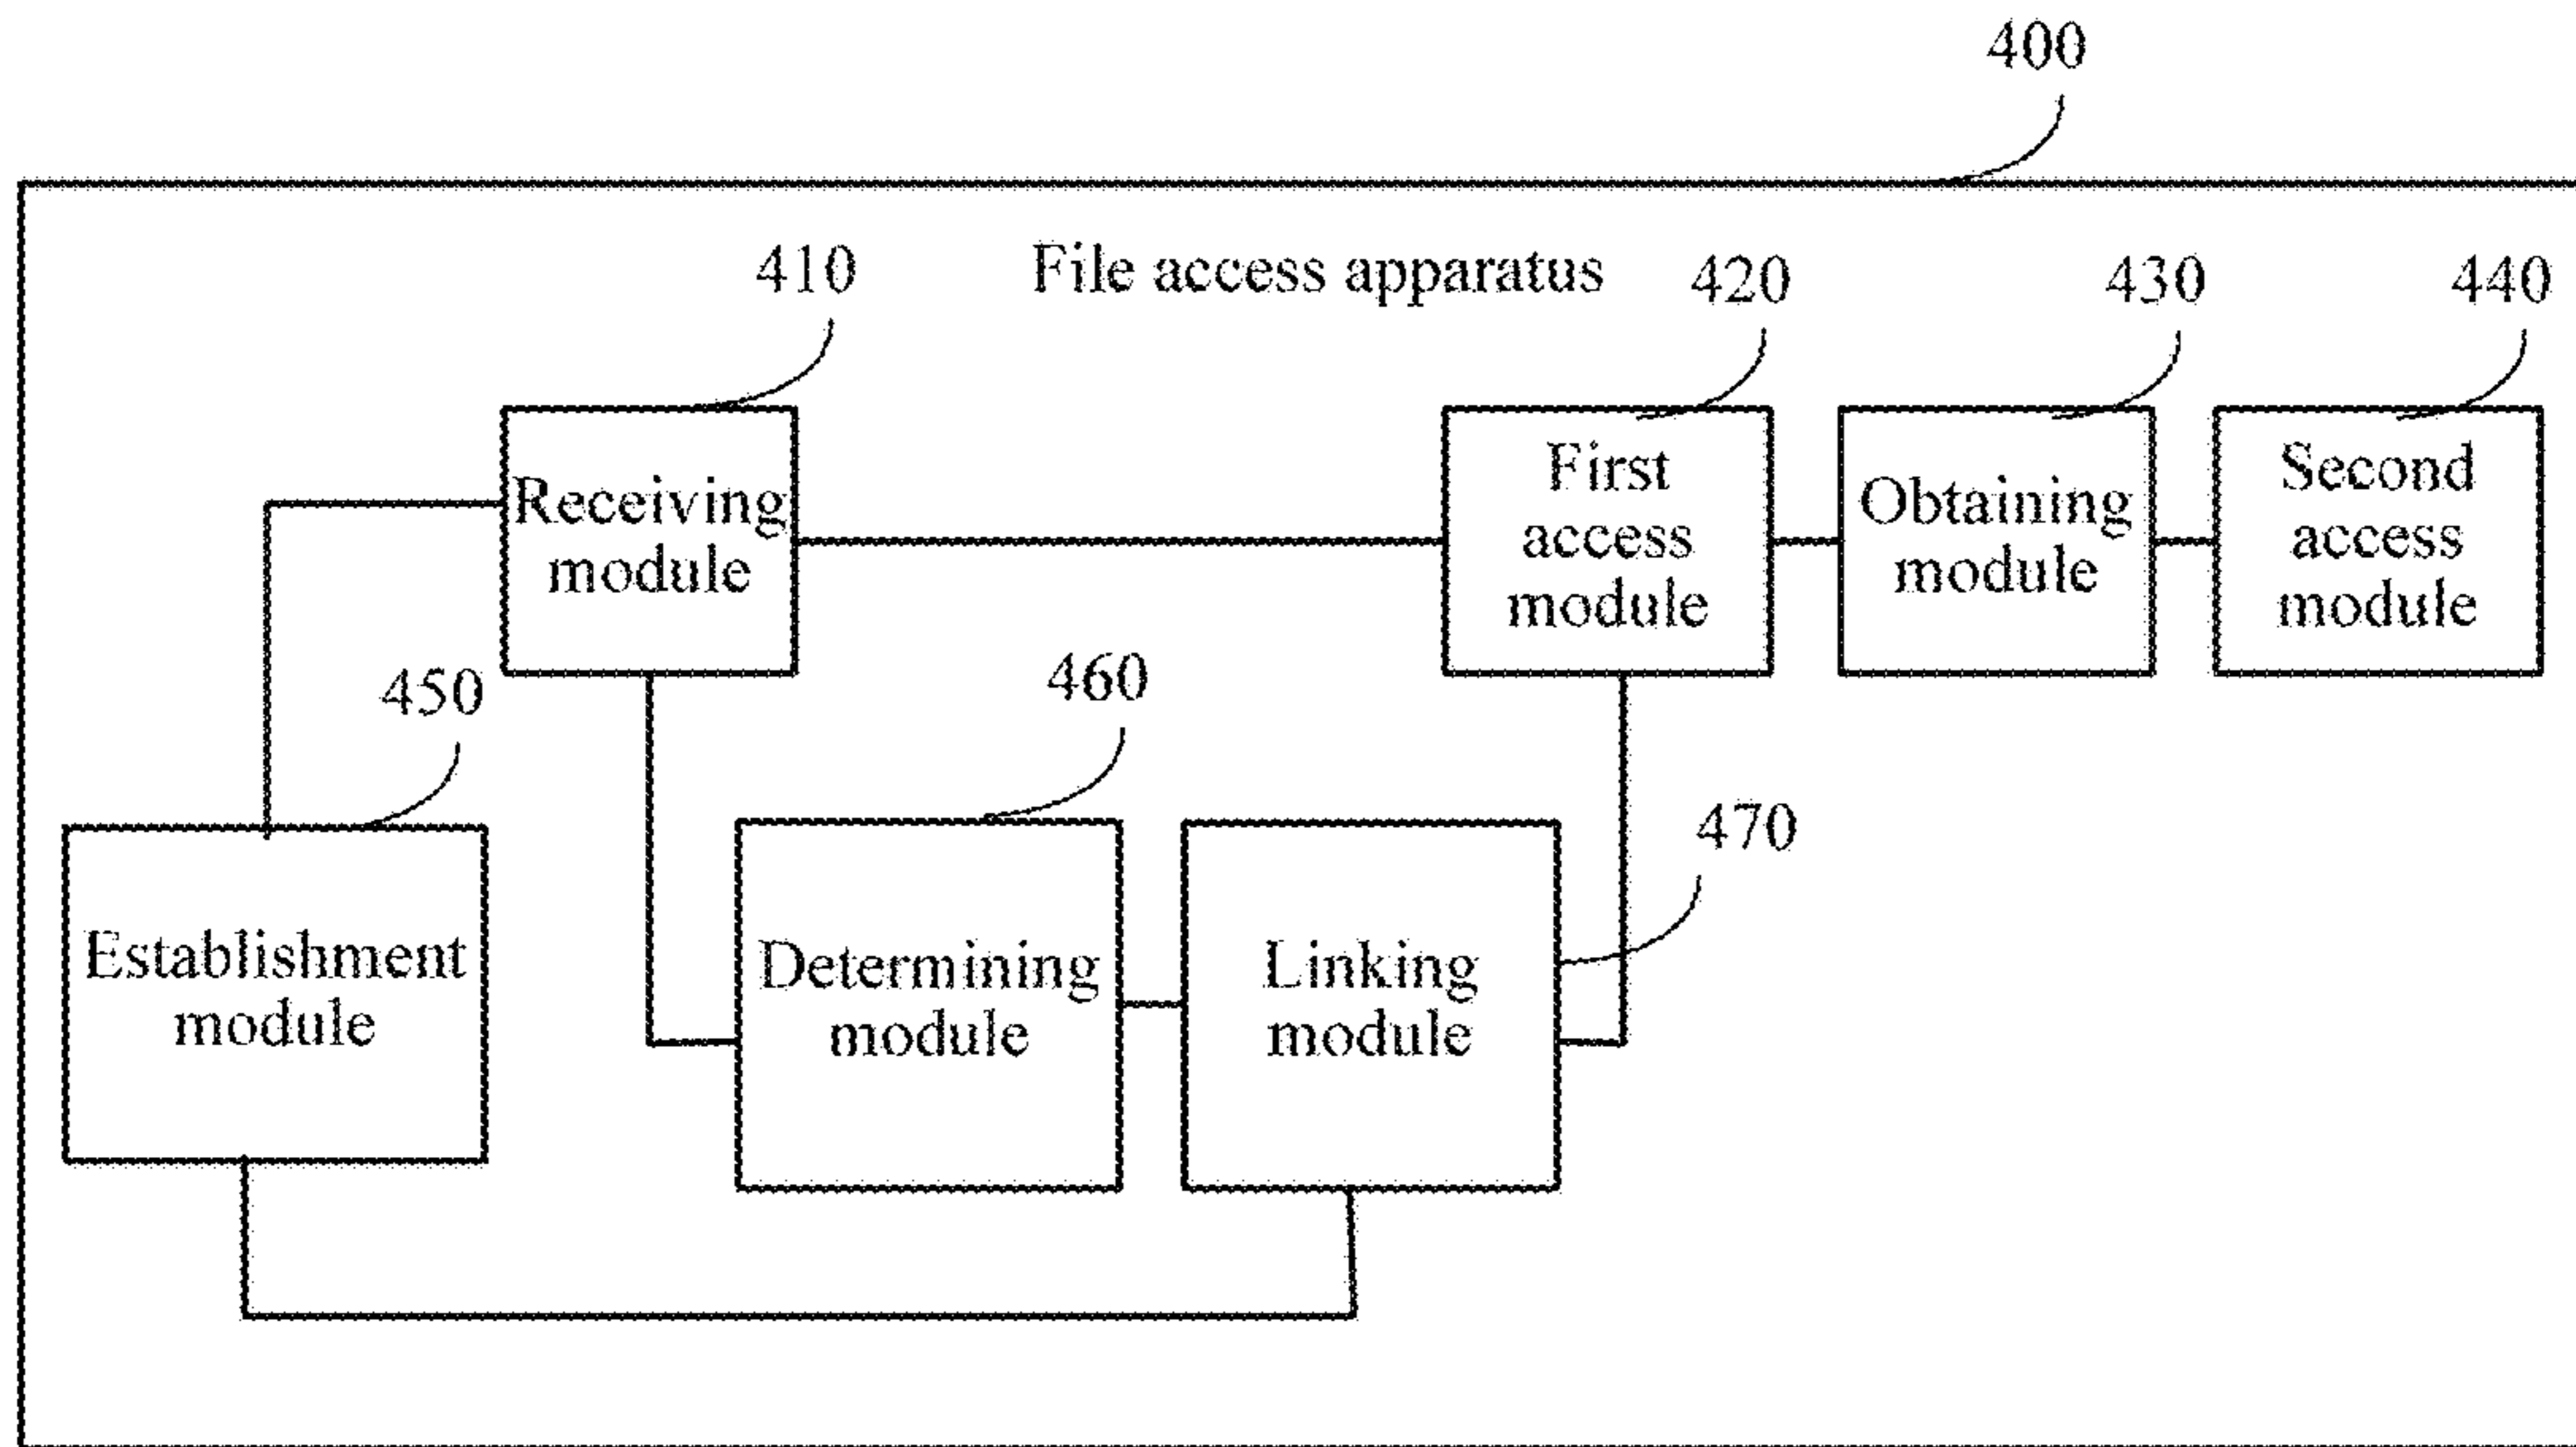 400
File access apparatus
410
420
430
440
Receiving
module
First
access
module
Obtaining
module
Second
access
module
450
460
470
Establishment
module
Determining
module
Linking
module